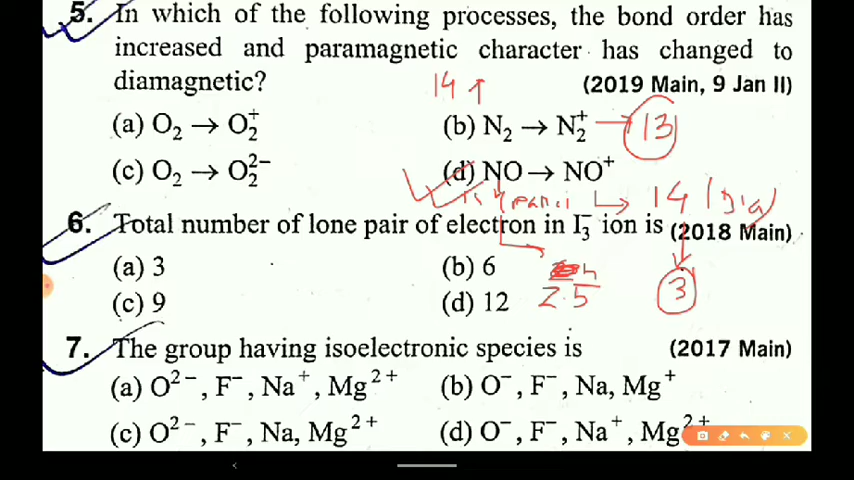 5. In which of the following processes, the bond order has
increased and paramagnetic character has changed to
diamagnetic? (2019 Main, 9 Jan II)
14 ↑
(a) O₂ → O₂⁺ (b) N₂ → N₂⁺ → 13
(c) O₂ → O₂²⁻ (d) NO → NO⁺
14 (Dia)
6. Total number of lone pair of electron in I₃⁻ ion is (2018 Main)
(a) 3 (b) 6
(c) 9 (d) 12
2.5 3
7. The group having isoelectronic species is (2017 Main)
(a) O²⁻, F⁻, Na⁺, Mg²⁺ (b) O⁻, F⁻, Na, Mg⁺
(c) O²⁻, F⁻, Na, Mg²⁺ (d) O⁻, F⁻, Na⁺, Mg²⁺